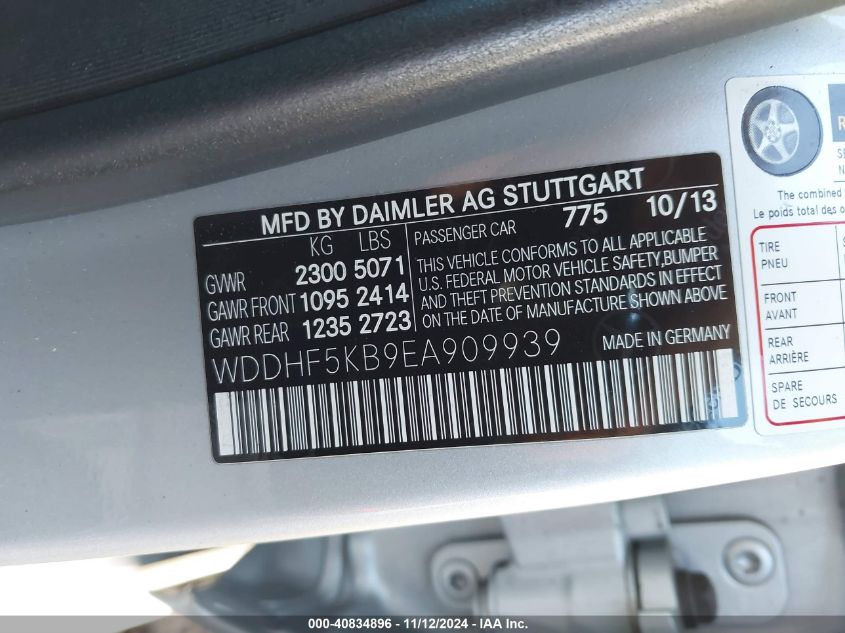 MFD BY DAIMLER AG STUTTGART
KG LBS
GVWR 2300 5071
GAWR FRONT 1095 2414
GAWR REAR 1235 2723
PASSENGER CAR 775 10/13
THIS VEHICLE CONFORMS TO ALL APPLICABLE
U.S. FEDERAL MOTOR VEHICLE SAFETY,BUMPER
AND THEFT PREVENTION STANDARDS IN EFFECT
ON THE DATE OF MANUFACTURE SHOWN ABOVE
WDDHF5KB9EA909939
MADE IN GERMANY
The combined
Le poids total des
TIRE
PNEU
FRONT
AVANT
REAR
ARRIÈRE
SPARE
DE SECOURS
000-40834896 - 11/12/2024 - IAA Inc.